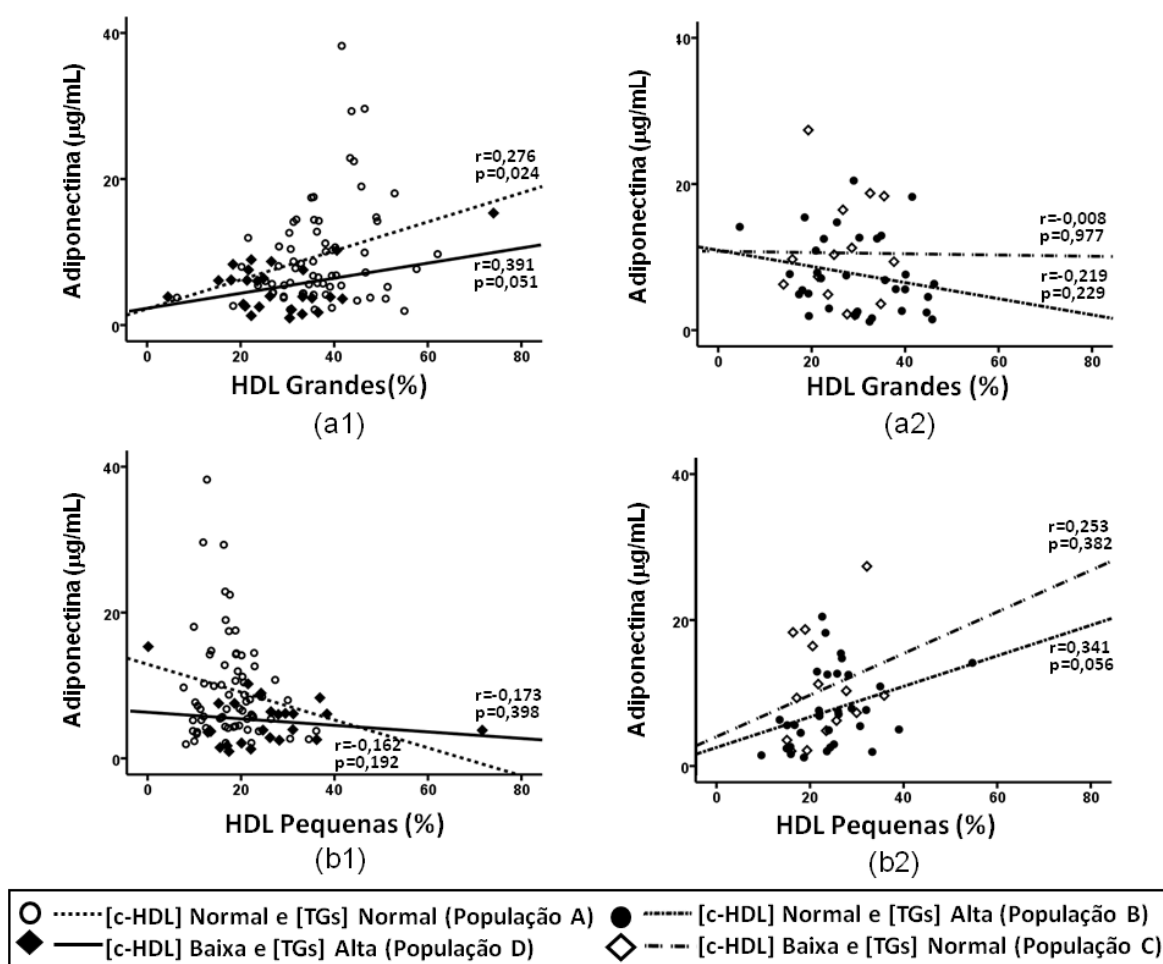 Adiponectina (μg/mL)
40
20
0
r=0,276
p=0,024
r=0,391
p=0,051
0 20 40 60 80
HDL Grandes(%)
(a1)
Adiponectina (μg/mL)
40
20
0
r=-0,008
p=0,977
r=-0,219
p=0,229
0 20 40 60 80
HDL Grandes (%)
(a2)
Adiponectina (μg/mL)
40
20
0
r=-0,173
p=0,398
r=-0,162
p=0,192
0 20 40 60 80
HDL Pequenas (%)
(b1)
Adiponectina (μg/mL)
40
20
0
r=0,253
p=0,382
r=0,341
p=0,056
0 20 40 60 80
HDL Pequenas (%)
(b2)
[c-HDL] Normal e [TGs] Normal (População A)
[c-HDL] Normal e [TGs] Alta (População B)
[c-HDL] Baixa e [TGs] Alta (População D)
[c-HDL] Baixa e [TGs] Normal (População C)